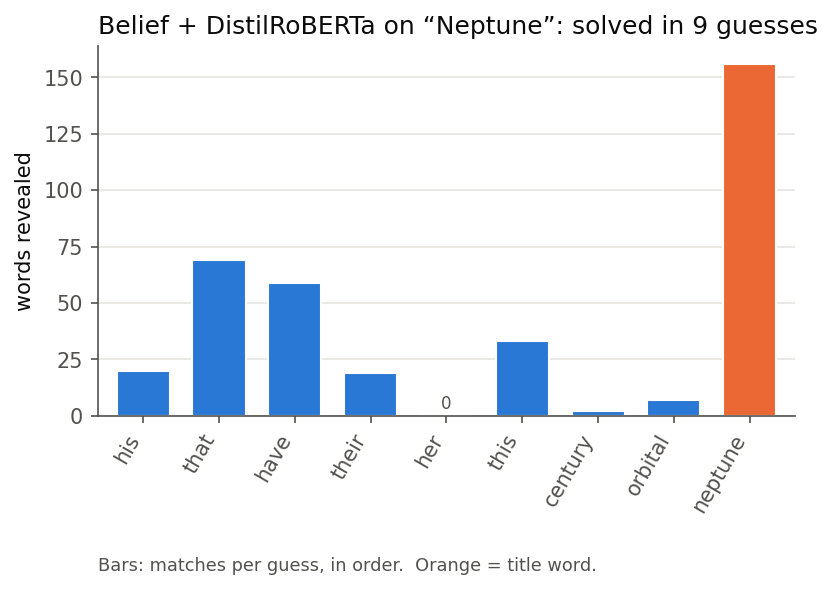 Belief + DistilRoBERTa on “Neptune”: solved in 9 guesses
words revealed
150
125
100
75
50
25
0
0
his
that
have
their
her
this
century
orbital
neptune
Bars: matches per guess, in order.  Orange = title word.